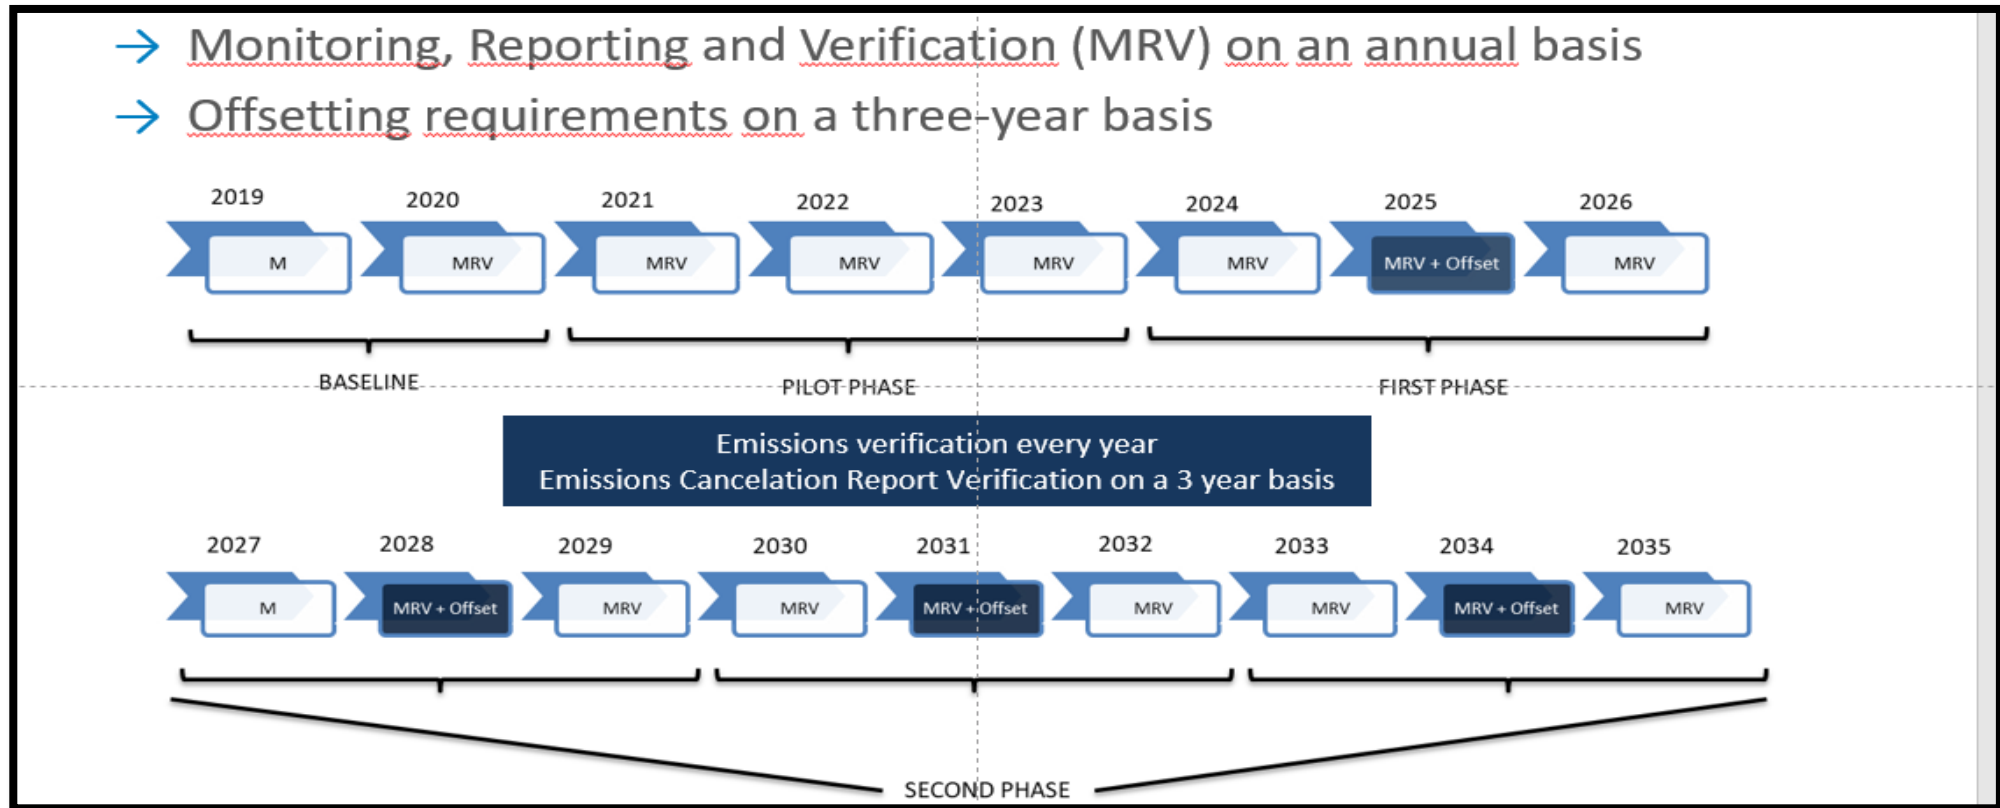 → Monitoring, Reporting and Verification (MRV) on an annual basis
→ Offsetting requirements on a three-year basis
2019 2020 2021 2022 2023 2024 2025 2026
M MRV MRV MRV MRV MRV MRV + Offset MRV
BASELINE PILOT PHASE FIRST PHASE
Emissions verification every year
Emissions Cancelation Report Verification on a 3 year basis
2027 2028 2029 2030 2031 2032 2033 2034 2035
M MRV + Offset MRV MRV MRV + Offset MRV MRV MRV + Offset MRV
SECOND PHASE